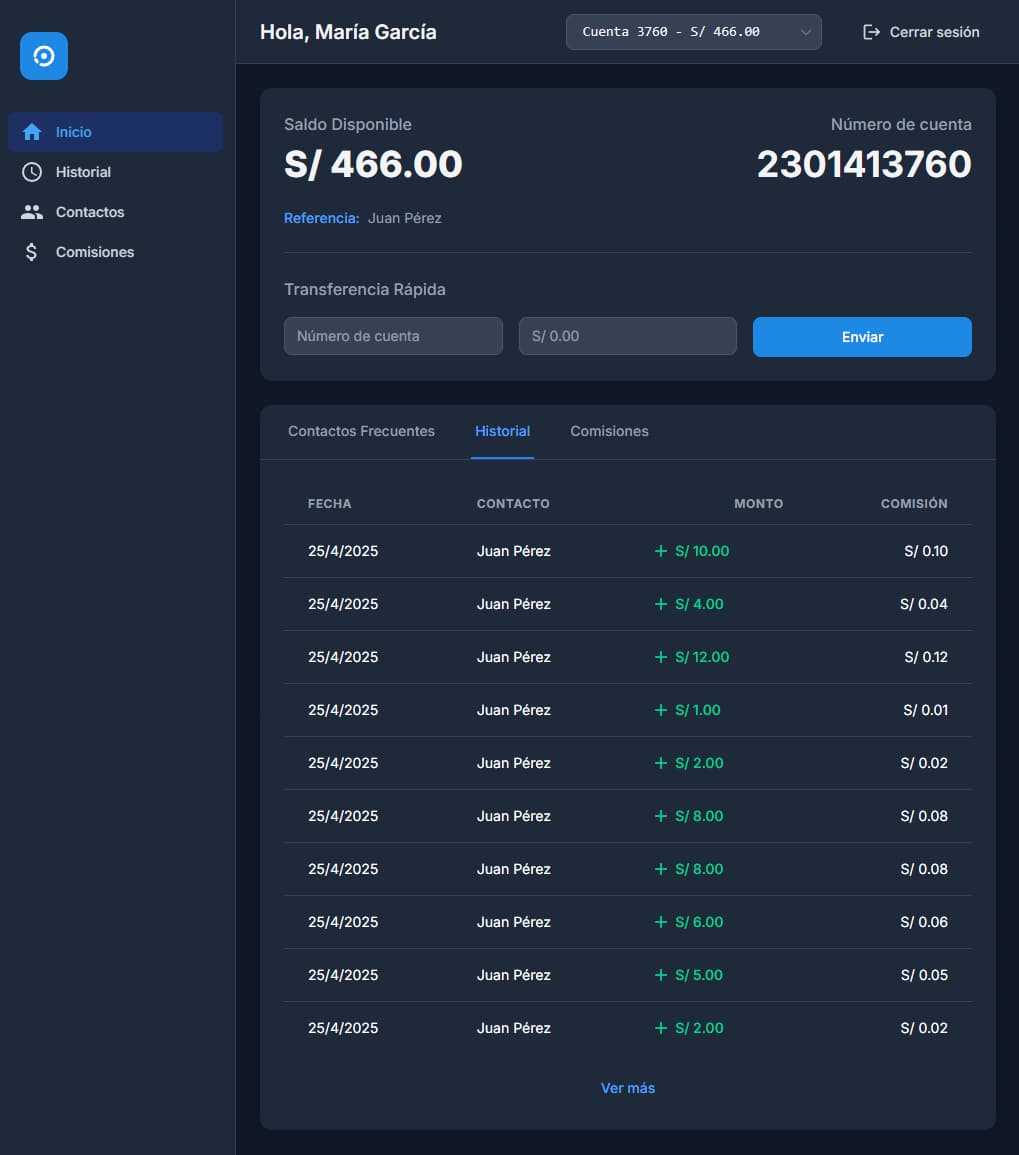 Hola, María García
Cuenta 3760 - S/ 466.00
Cerrar sesión
Inicio
Historial
Contactos
Comisiones
Saldo Disponible
Número de cuenta
S/ 466.00
2301413760
Referencia: Juan Pérez
Transferencia Rápida
Número de cuenta
S/ 0.00
Enviar
Contactos Frecuentes
Historial
Comisiones
FECHA CONTACTO MONTO COMISIÓN
25/4/2025 Juan Pérez + S/ 10.00 S/ 0.10
25/4/2025 Juan Pérez + S/ 4.00 S/ 0.04
25/4/2025 Juan Pérez + S/ 12.00 S/ 0.12
25/4/2025 Juan Pérez + S/ 1.00 S/ 0.01
25/4/2025 Juan Pérez + S/ 2.00 S/ 0.02
25/4/2025 Juan Pérez + S/ 8.00 S/ 0.08
25/4/2025 Juan Pérez + S/ 8.00 S/ 0.08
25/4/2025 Juan Pérez + S/ 6.00 S/ 0.06
25/4/2025 Juan Pérez + S/ 5.00 S/ 0.05
25/4/2025 Juan Pérez + S/ 2.00 S/ 0.02
Ver más